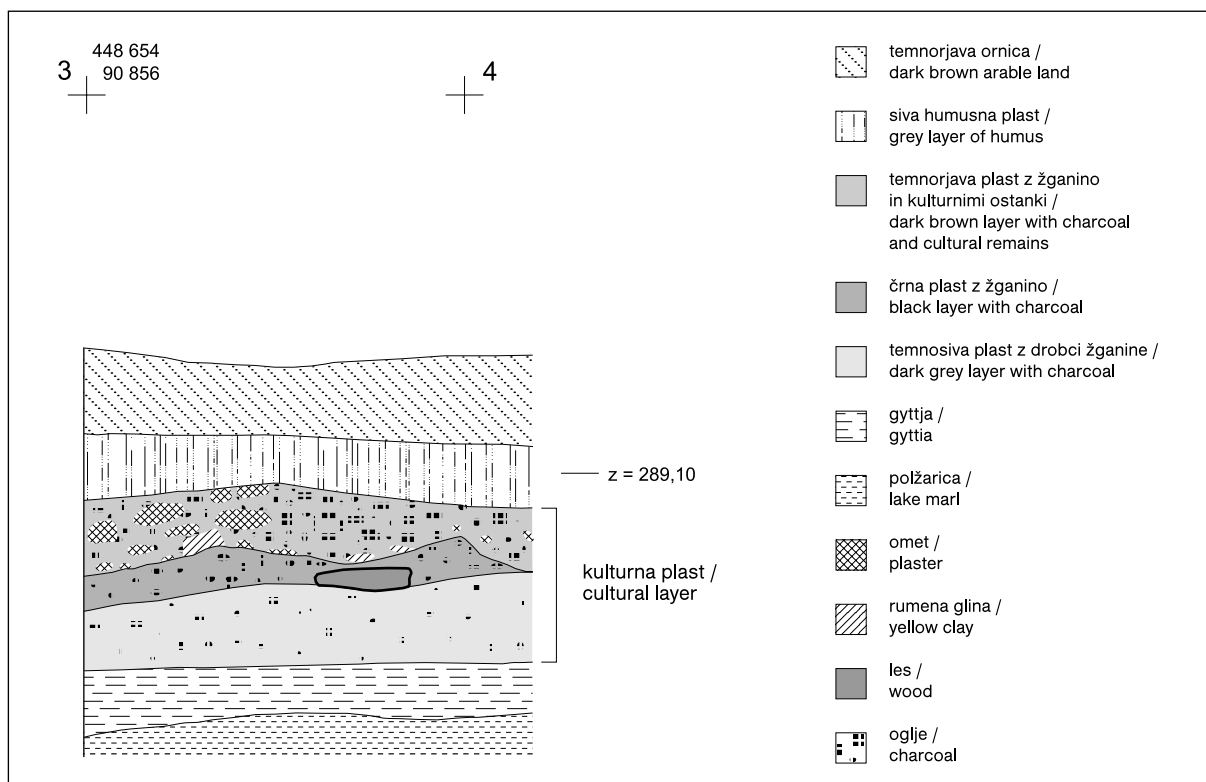 448 654
3 90 856
4
z = 289,10
kulturna plast /
cultural layer
temnorjava ornica /
dark brown arable land
siva humusna plast /
grey layer of humus
temnorjava plast z žganino
in kulturnimi ostanki /
dark brown layer with charcoal
and cultural remains
črna plast z žganino /
black layer with charcoal
temnosiva plast z drobci žganine /
dark grey layer with charcoal
gyttja /
gyttia
polžarica /
lake marl
omet /
plaster
rumena glina /
yellow clay
les /
wood
oglje /
charcoal